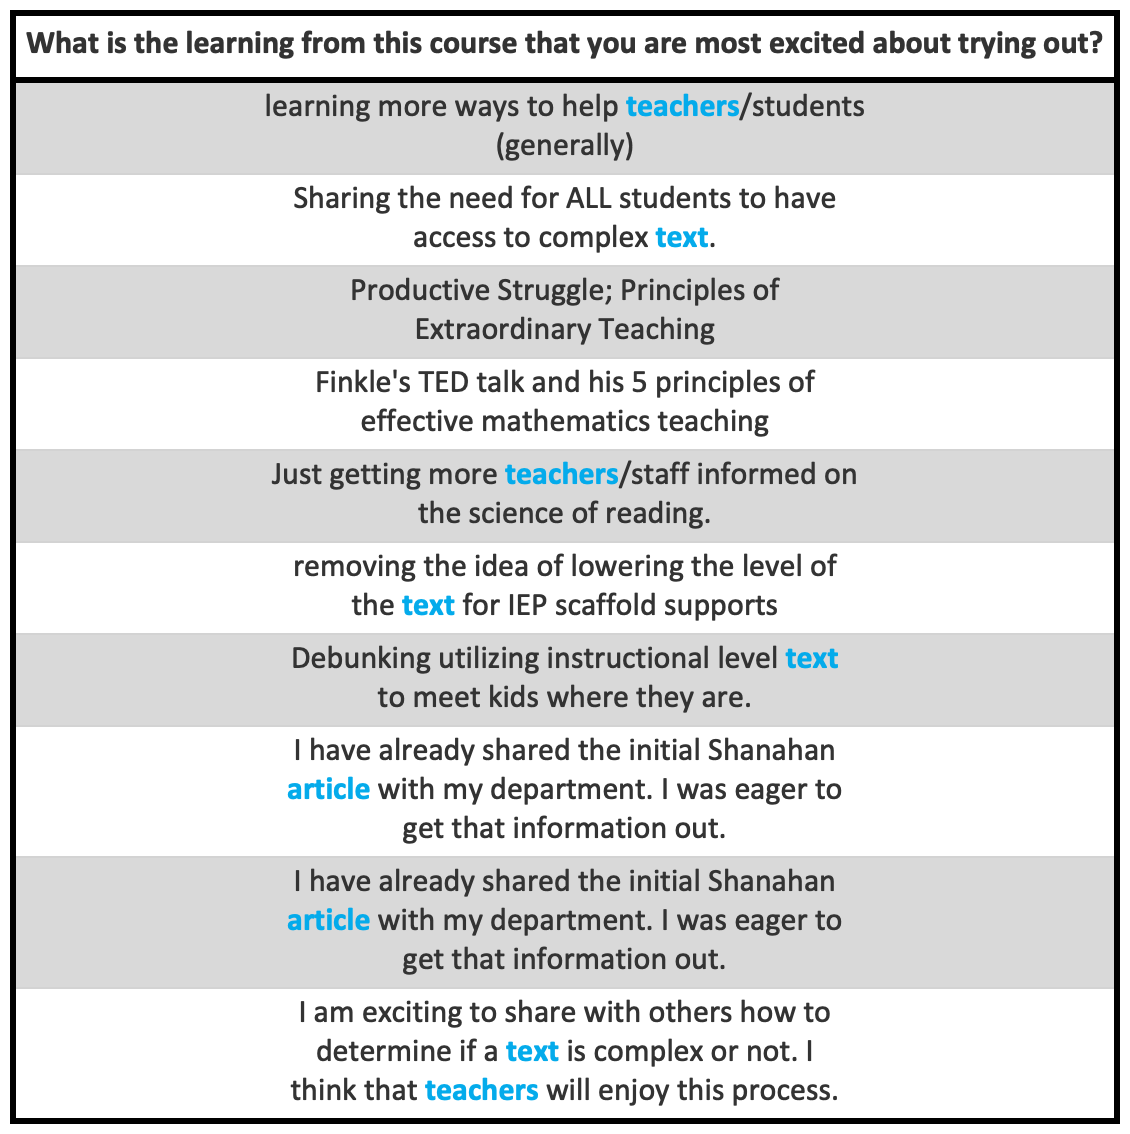 What is the learning from this course that you are most excited about trying out?
learning more ways to help teachers/students
(generally)
Sharing the need for ALL students to have
access to complex text.
Productive Struggle; Principles of
Extraordinary Teaching
Finkle's TED talk and his 5 principles of
effective mathematics teaching
Just getting more teachers/staff informed on
the science of reading.
removing the idea of lowering the level of
the text for IEP scaffold supports
Debunking utilizing instructional level text
to meet kids where they are.
I have already shared the initial Shanahan
article with my department. I was eager to
get that information out.
I have already shared the initial Shanahan
article with my department. I was eager to
get that information out.
I am exciting to share with others how to
determine if a text is complex or not. I
think that teachers will enjoy this process.